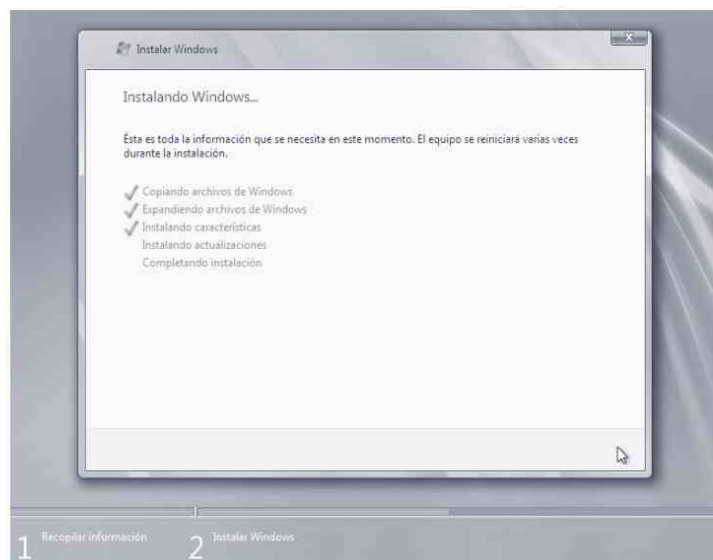 Instalar Windows
Instalando Windows...
Ésta es toda la información que se necesita en este momento. El equipo se reiniciará varias veces
durante la instalación.
Copiando archivos de Windows
Expandiendo archivos de Windows
Instalando características
Instalando actualizaciones
Completando instalación
1 Recopilar información
2 Instalar Windows